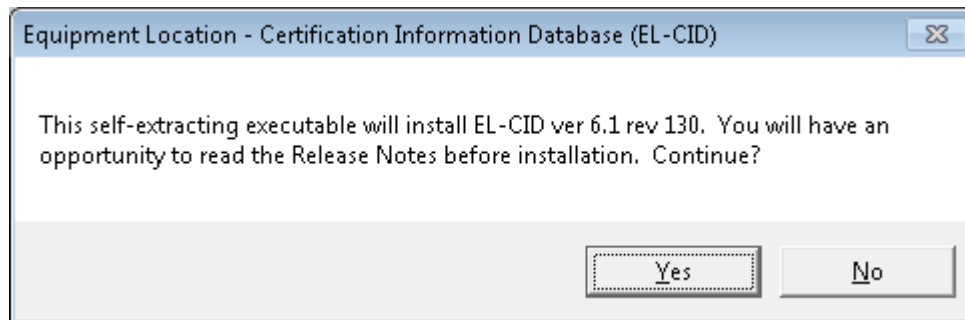 Equipment Location - Certification Information Database (EL-CID)
This self-extracting executable will install EL-CID ver 6.1 rev 130.  You will have an
opportunity to read the Release Notes before installation.  Continue?
Yes
No